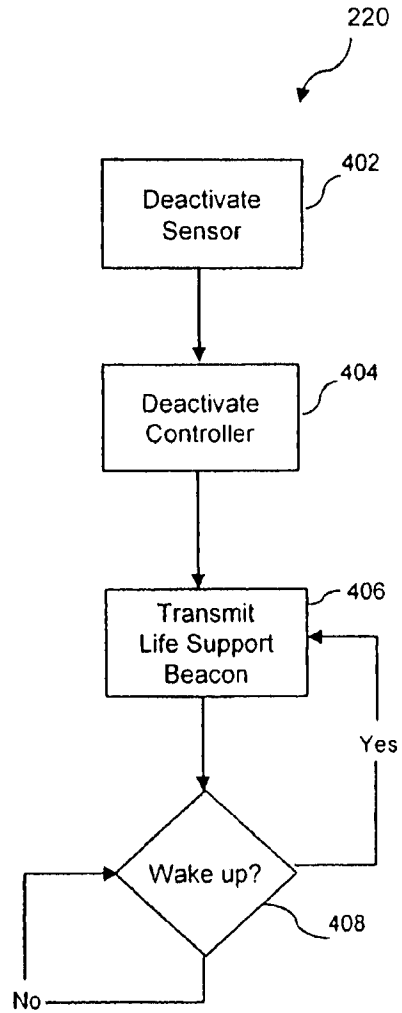 220
402
Deactivate
Sensor
404
Deactivate
Controller
406
Transmit
Life Support
Beacon
Yes
Wake up?
408
No